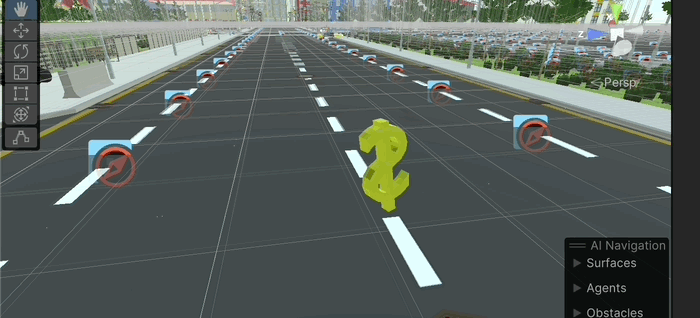 Z
Persp
AI Navigation
Surfaces
Agents
Obstacles